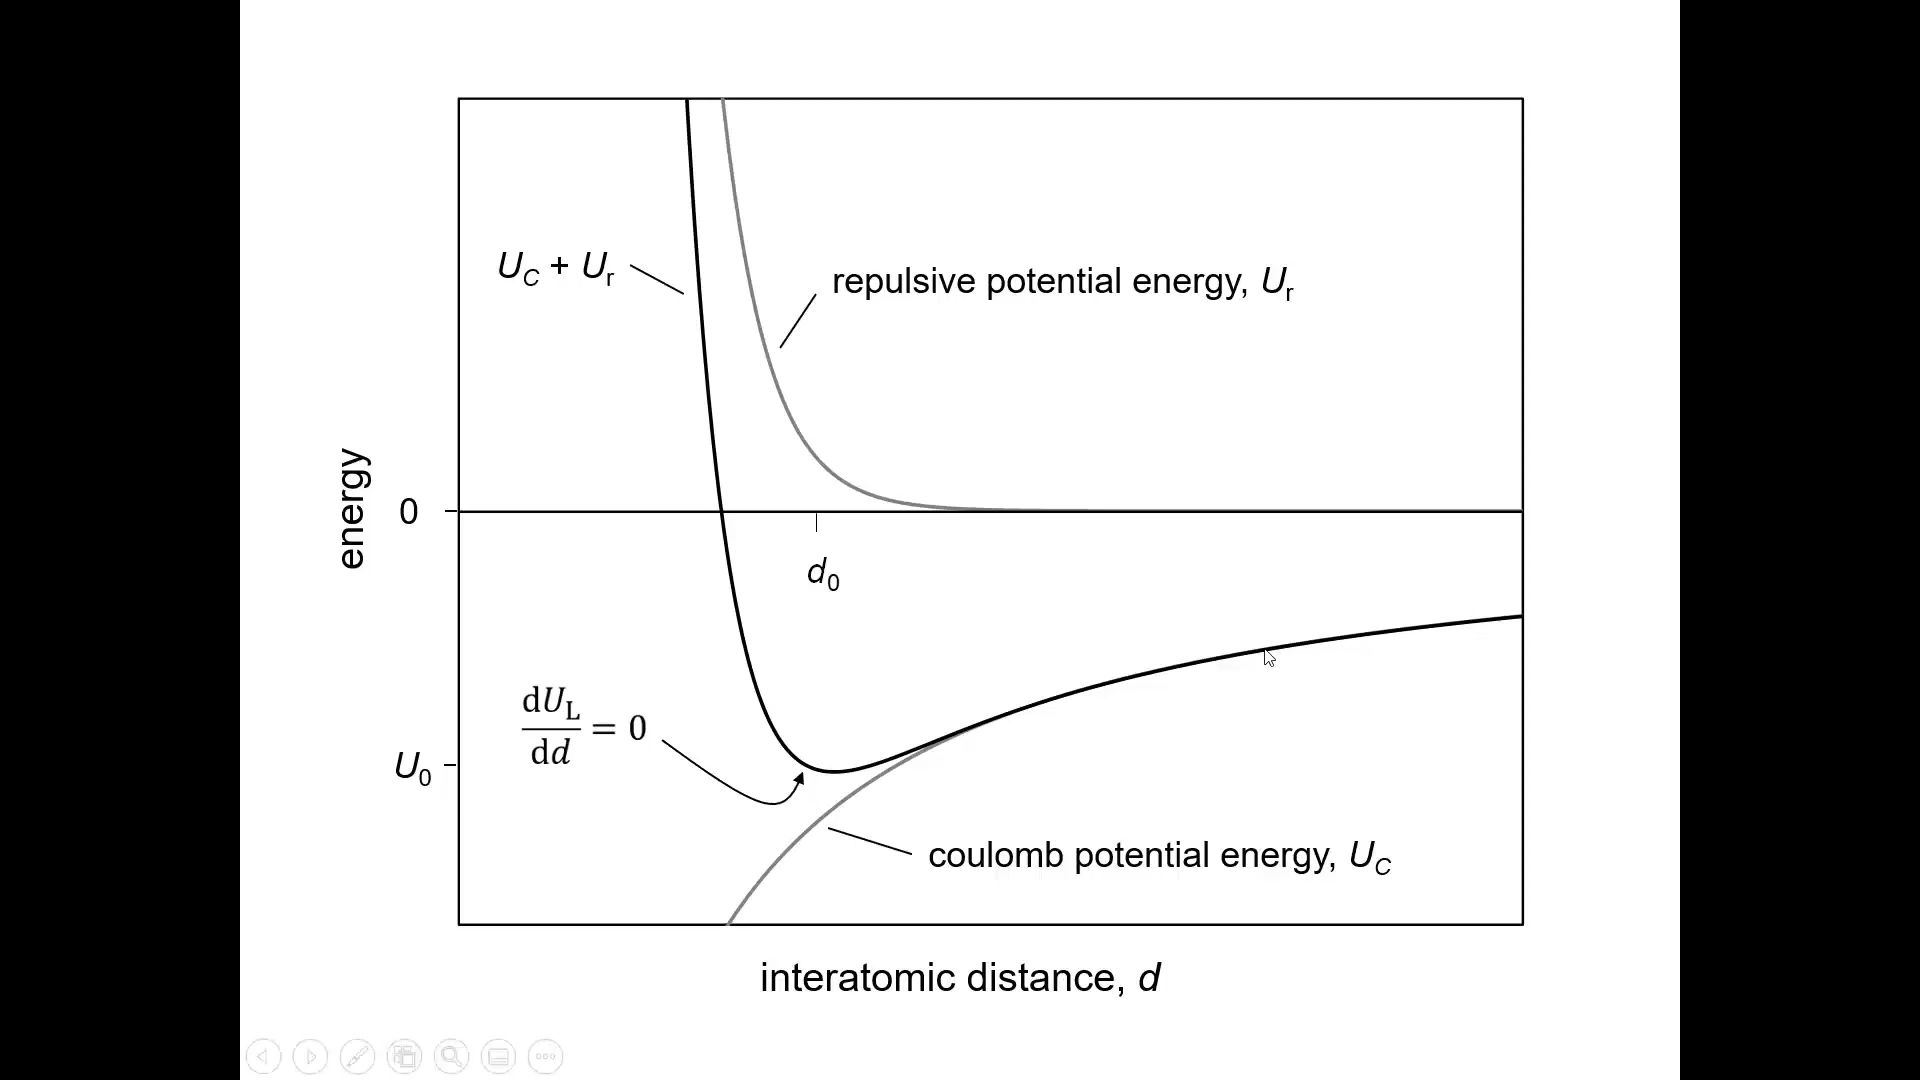 U_C + U_r
repulsive potential energy, U_r
energy
0
d_0
dU_L/dd = 0
U_0
coulomb potential energy, U_C
interatomic distance, d